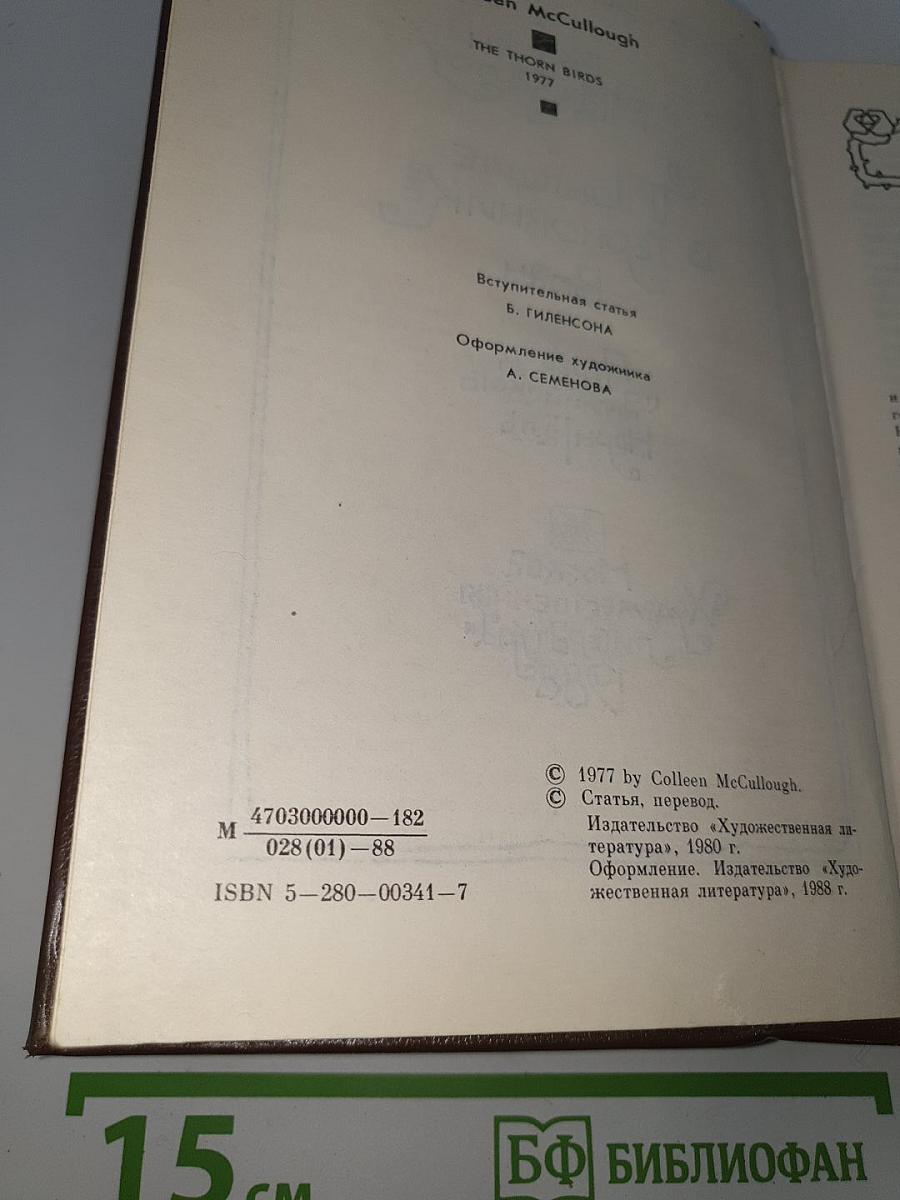 en McCullough
THE THORN BIRDS
1977
Вступительная статья
Б. ГИЛЕНСОНА
Оформление художника
А. СЕМЕНОВА
М 4703000000—182
028(01)—88
ISBN 5—280—00341—7
© 1977 by Colleen McCullough.
© Статья, перевод.
Издательство «Художественная ли-
тература», 1980 г.
Оформление. Издательство «Худо-
жественная литература», 1988 г.
15 см
БФ БИБЛИОФАН